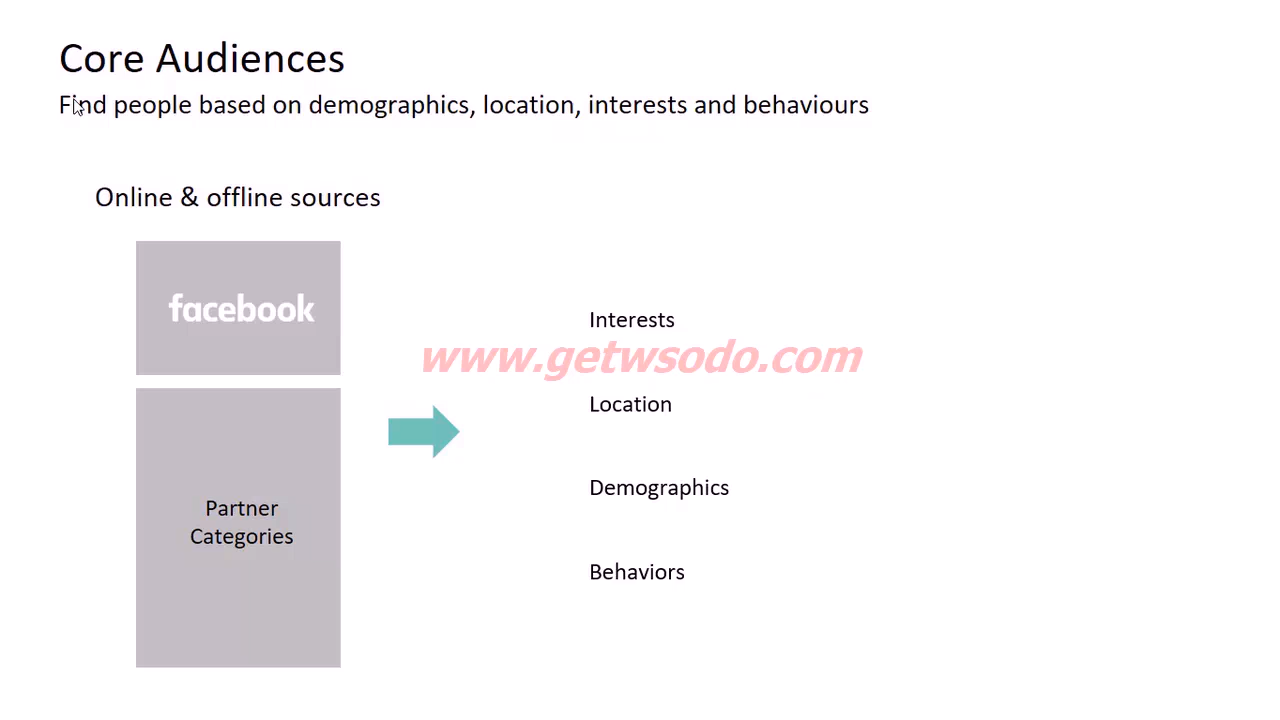 Core Audiences
Find people based on demographics, location, interests and behaviours
Online & offline sources
facebook
Partner
Categories
Interests
www.getwsodo.com
Location
Demographics
Behaviors